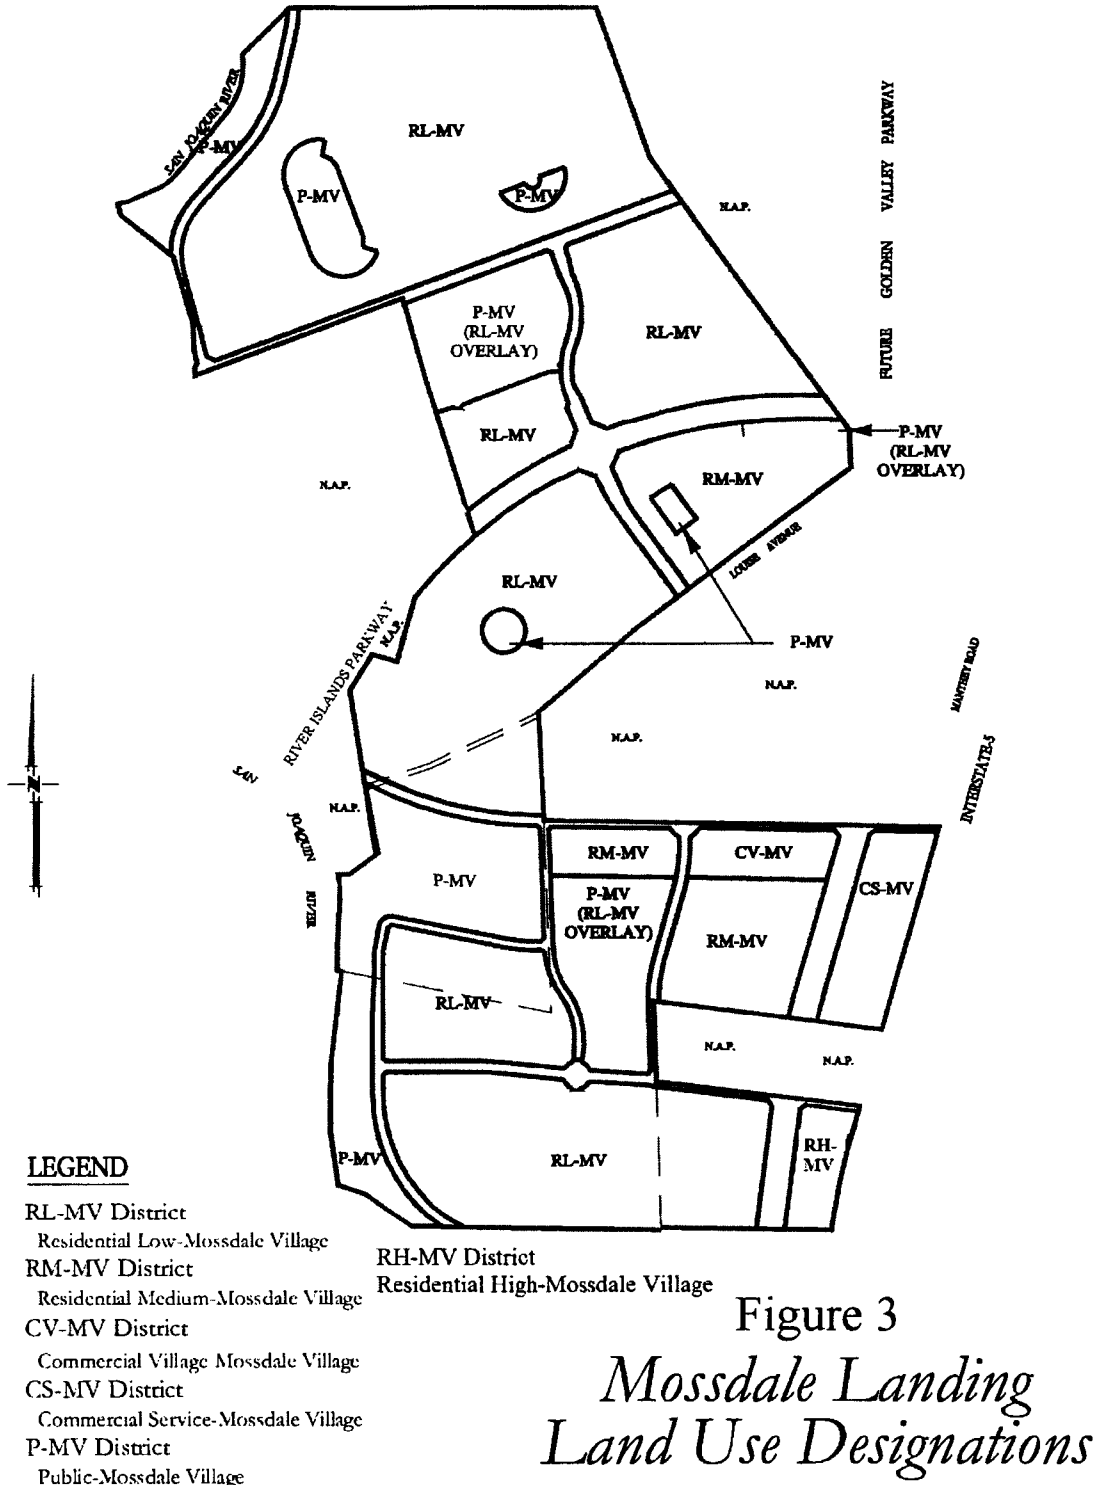 SAN JOAQUIN RIVER
P-MV
RL-MV
P-MV
P-MV
N.A.P.
FUTURE GOLDEN VALLEY PARKWAY
P-MV
(RL-MV
OVERLAY)
RL-MV
RL-MV
P-MV
(RL-MV
OVERLAY)
N.A.P.
RM-MV
LOUISE AVENUE
RL-MV
N.A.P.
RIVER ISLANDS PARKWAY
P-MV
N.A.P.
MANTHEY ROAD
N.A.P.
INTERSTATE-5
SAN JOAQUIN RIVER
N.A.P.
Z
P-MV
RM-MV
CV-MV
CS-MV
P-MV
(RL-MV
OVERLAY)
RM-MV
RL-MV
N.A.P.
N.A.P.
P-MV
RL-MV
RH-
MV
LEGEND
RL-MV District
Residential Low-Mossdale Village
RM-MV District
Residential Medium-Mossdale Village
CV-MV District
Commercial Village Mossdale Village
CS-MV District
Commercial Service-Mossdale Village
P-MV District
Public-Mossdale Village
RH-MV District
Residential High-Mossdale Village
Figure 3
Mossdale Landing
Land Use Designations